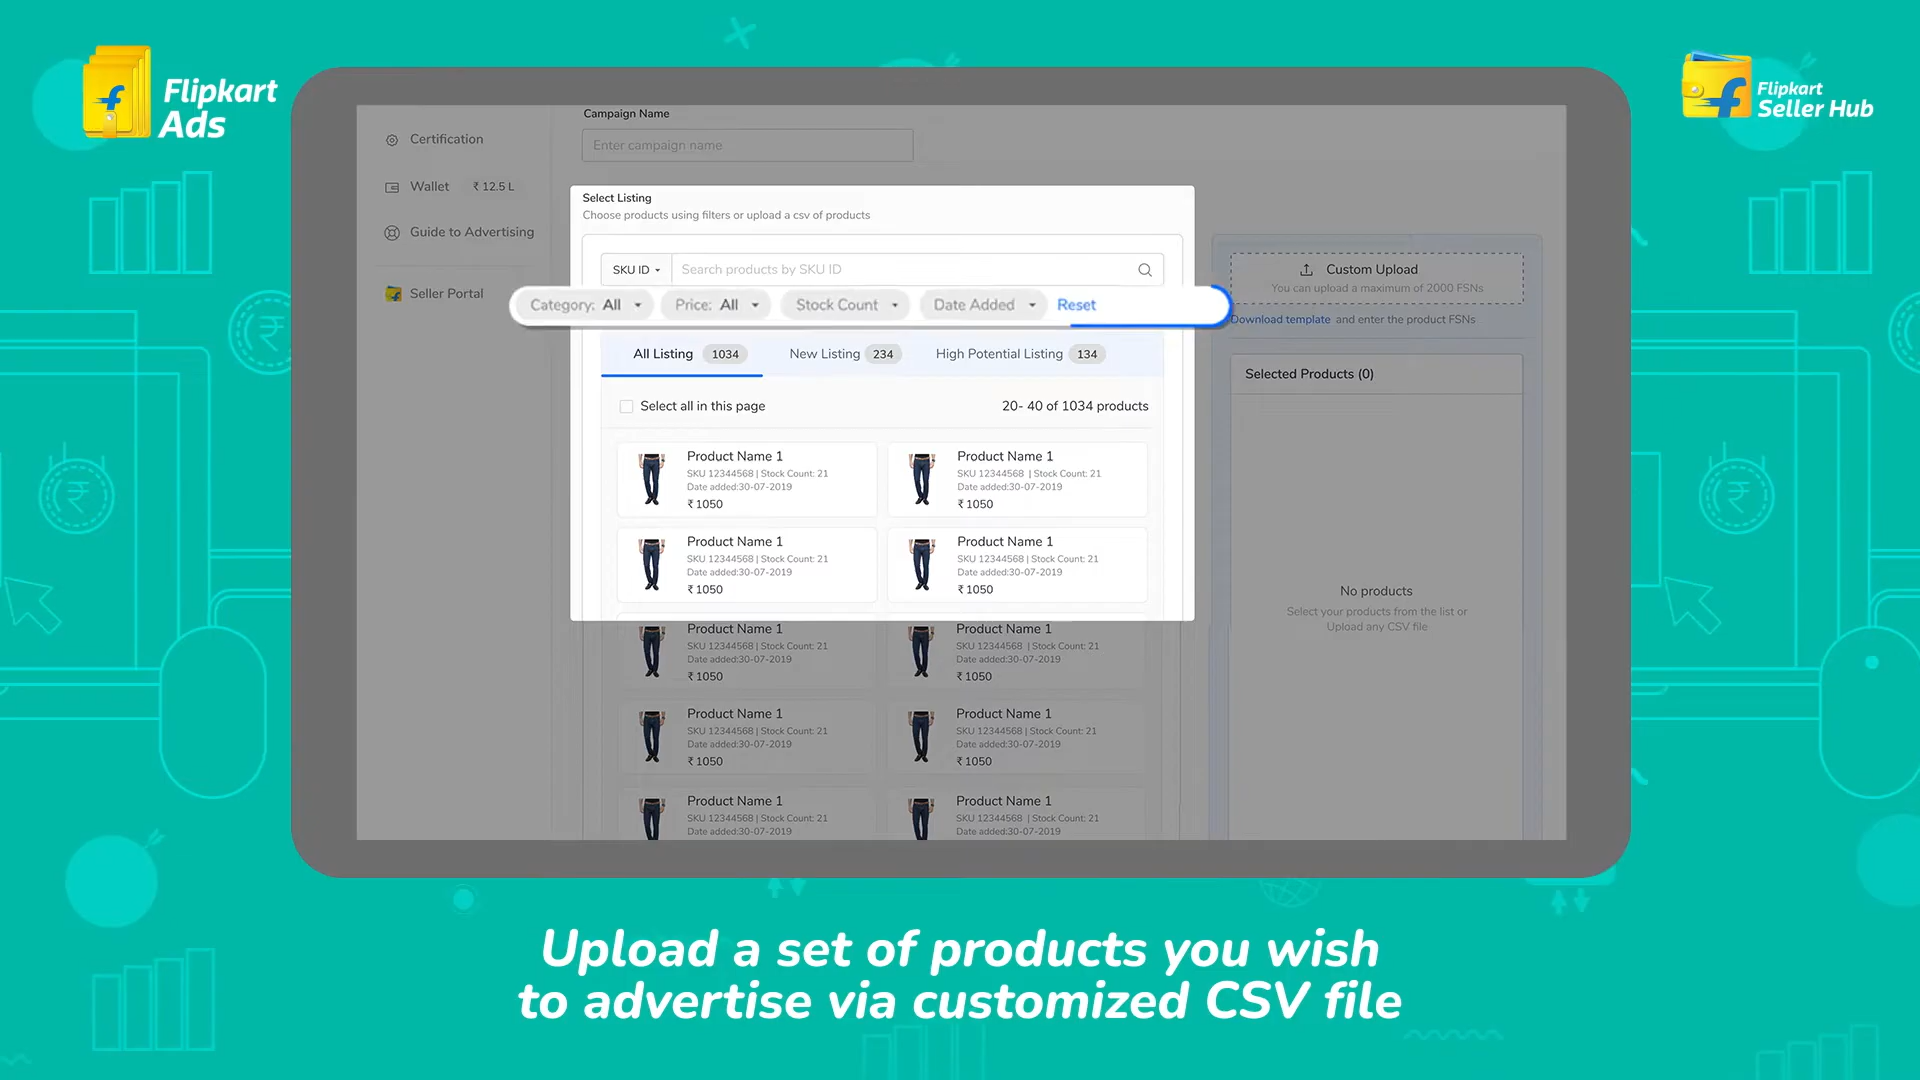 Flipkart
Ads
Flipkart
Seller Hub
Certification
Wallet ₹ 12.5 L
Guide to Advertising
Seller Portal
Campaign Name
Enter campaign name
Select Listing
Choose products using filters or upload a csv of products
SKU ID Search products by SKU ID
Category: All Price: All Stock Count Date Added Reset
All Listing 1034 New Listing 234 High Potential Listing 134
Select all in this page 20- 40 of 1034 products
Product Name 1
SKU 12344568 | Stock Count: 21
Date added:30-07-2019
₹ 1050
Product Name 1
SKU 12344568 | Stock Count: 21
Date added:30-07-2019
₹ 1050
Product Name 1
SKU 12344568 | Stock Count: 21
Date added:30-07-2019
₹ 1050
Product Name 1
SKU 12344568 | Stock Count: 21
Date added:30-07-2019
₹ 1050
Product Name 1
SKU 12344568 | Stock Count: 21
Date added:30-07-2019
₹ 1050
Product Name 1
SKU 12344568 | Stock Count: 21
Date added:30-07-2019
₹ 1050
Product Name 1
SKU 12344568 | Stock Count: 21
Date added:30-07-2019
₹ 1050
Product Name 1
SKU 12344568 | Stock Count: 21
Date added:30-07-2019
₹ 1050
Product Name 1
SKU 12344568 | Stock Count: 21
Date added:30-07-2019
Product Name 1
SKU 12344568 | Stock Count: 21
Date added:30-07-2019
Custom Upload
You can upload a maximum of 2000 FSNs
Download template and enter the product FSNs
Selected Products (0)
No products
Select your products from the list or
Upload any CSV file
Upload a set of products you wish
to advertise via customized CSV file